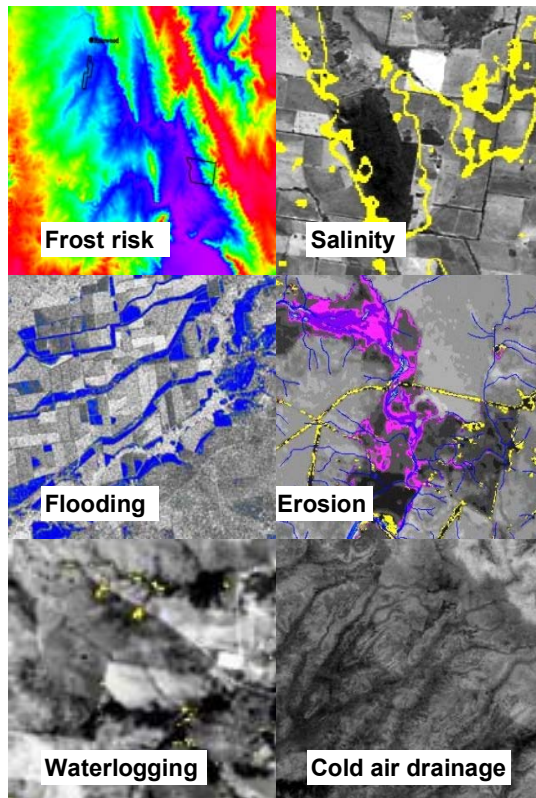 Frost risk
Salinity
Flooding
Erosion
Waterlogging
Cold air drainage